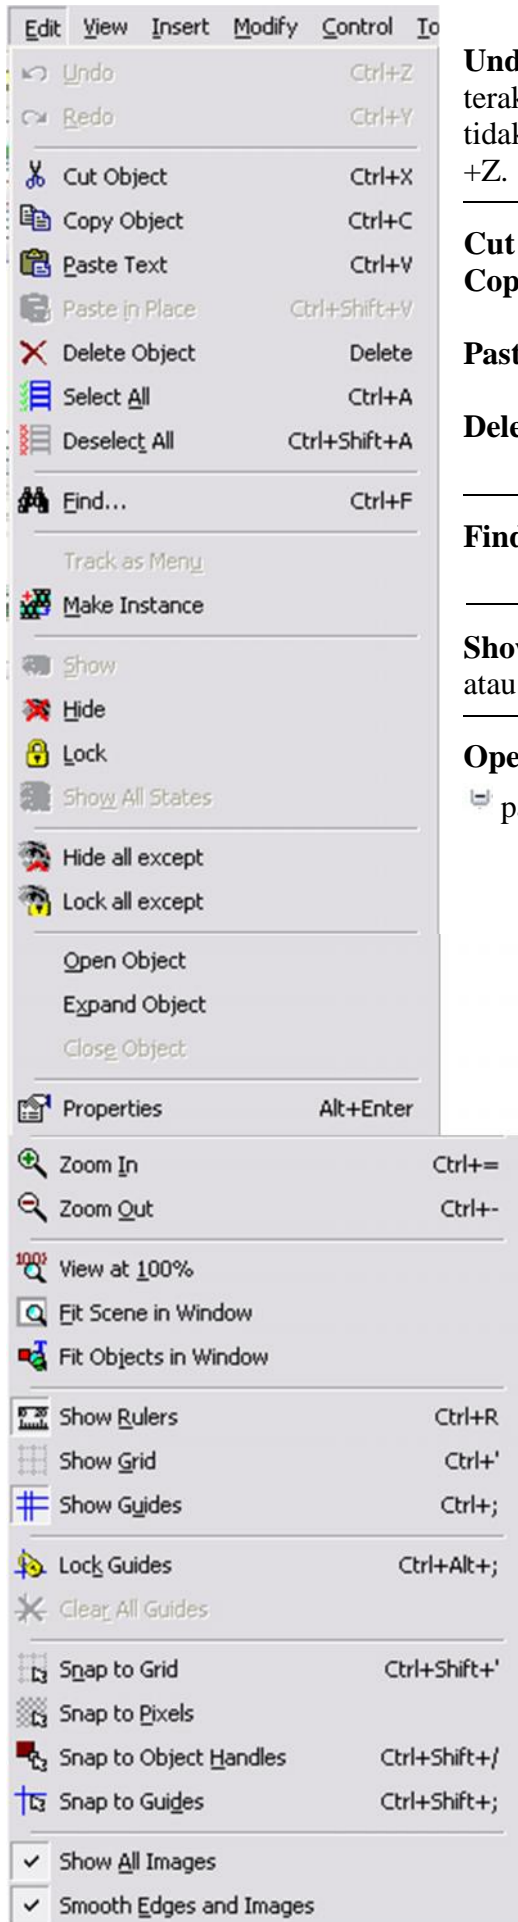 Edit View Insert Modify Control To
Undo Ctrl+Z
Redo Ctrl+Y
Cut Object Ctrl+X
Copy Object Ctrl+C
Paste Text Ctrl+V
Paste in Place Ctrl+Shift+V
Delete Object Delete
Select All Ctrl+A
Deselect All Ctrl+Shift+A
Find... Ctrl+F
Track as Menu
Make Instance
Show
Hide
Lock
Show All States
Hide all except
Lock all except
Open Object
Expand Object
Close Object
Properties Alt+Enter
Zoom In Ctrl+=
Zoom Out Ctrl+-
100% View at 100%
Fit Scene in Window
Fit Objects in Window
Show Rulers Ctrl+R
Show Grid Ctrl+'
Show Guides Ctrl+;
Lock Guides Ctrl+Alt+;
Clear All Guides
Snap to Grid Ctrl+Shift+'
Snap to Pixels
Snap to Object Handles Ctrl+Shift+/
Snap to Guides Ctrl+Shift+;
Show All Images
Smooth Edges and Images
+Z.
Cut
atau